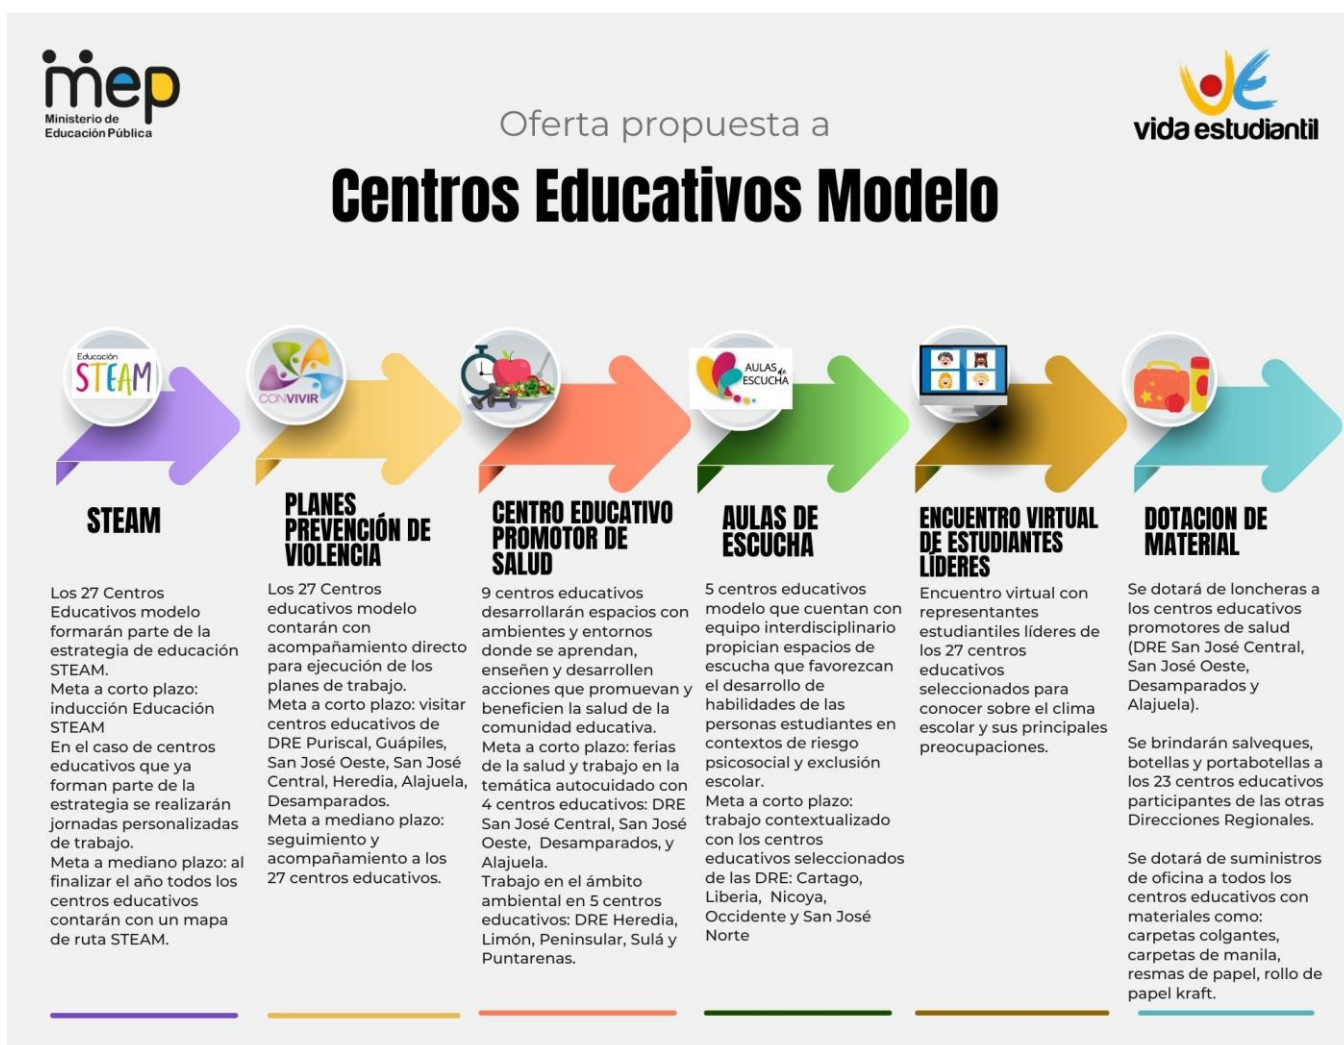 mep
Ministerio de
Educación Pública
vida estudiantil
Oferta propuesta a
Centros Educativos Modelo
Educación
STEAM
STEAM
Los 27 Centros
Educativos modelo
formarán parte de la
estrategia de educación
STEAM.
Meta a corto plazo:
inducción Educación
STEAM
En el caso de centros
educativos que ya
forman parte de la
estrategia se realizarán
jornadas personalizadas
de trabajo.
Meta a mediano plazo: al
finalizar el año todos los
centros educativos
contarán con un mapa
de ruta STEAM.
CONVIVIR
PLANES
PREVENCIÓN DE
VIOLENCIA
Los 27 Centros
educativos modelo
contarán con
acompañamiento directo
para ejecución de los
planes de trabajo.
Meta a corto plazo: visitar
centros educativos de
DRE Puriscal, Guápiles,
San José Oeste, San José
Central, Heredia, Alajuela,
Desamparados.
Meta a mediano plazo:
seguimiento y
acompañamiento a los
27 centros educativos.
CENTRO EDUCATIVO
PROMOTOR DE
SALUD
9 centros educativos
desarrollarán espacios con
ambientes y entornos
donde se aprendan,
enseñen y desarrollen
acciones que promuevan y
beneficien la salud de la
comunidad educativa.
Meta a corto plazo: ferias
de la salud y trabajo en la
temática autocuidado con
4 centros educativos: DRE
San José Central, San José
Oeste, Desamparados, y
Alajuela.
Trabajo en el ámbito
ambiental en 5 centros
educativos: DRE Heredia,
Limón, Peninsular, Sulá y
Puntarenas.
AULAS de
ESCUCHA
AULAS DE
ESCUCHA
5 centros educativos
modelo que cuentan con
equipo interdisciplinario
propician espacios de
escucha que favorezcan
el desarrollo de
habilidades de las
personas estudiantes en
contextos de riesgo
psicosocial y exclusión
escolar.
Meta a corto plazo:
trabajo contextualizado
con los centros
educativos seleccionados
de las DRE: Cartago,
Liberia, Nicoya,
Occidente y San José
Norte
ENCUENTRO VIRTUAL
DE ESTUDIANTES
LÍDERES
Encuentro virtual con
representantes
estudiantiles líderes de
los 27 centros
educativos
seleccionados para
conocer sobre el clima
escolar y sus principales
preocupaciones.
DOTACION DE
MATERIAL
Se dotará de loncheras a
los centros educativos
promotores de salud
(DRE San José Central,
San José Oeste,
Desamparados y
Alajuela).
Se brindarán salveques,
botellas y portabotellas a
los 23 centros educativos
participantes de las otras
Direcciones Regionales.
Se dotará de suministros
de oficina a todos los
centros educativos con
materiales como:
carpetas colgantes,
carpetas de manila,
resmas de papel, rollo de
papel kraft.